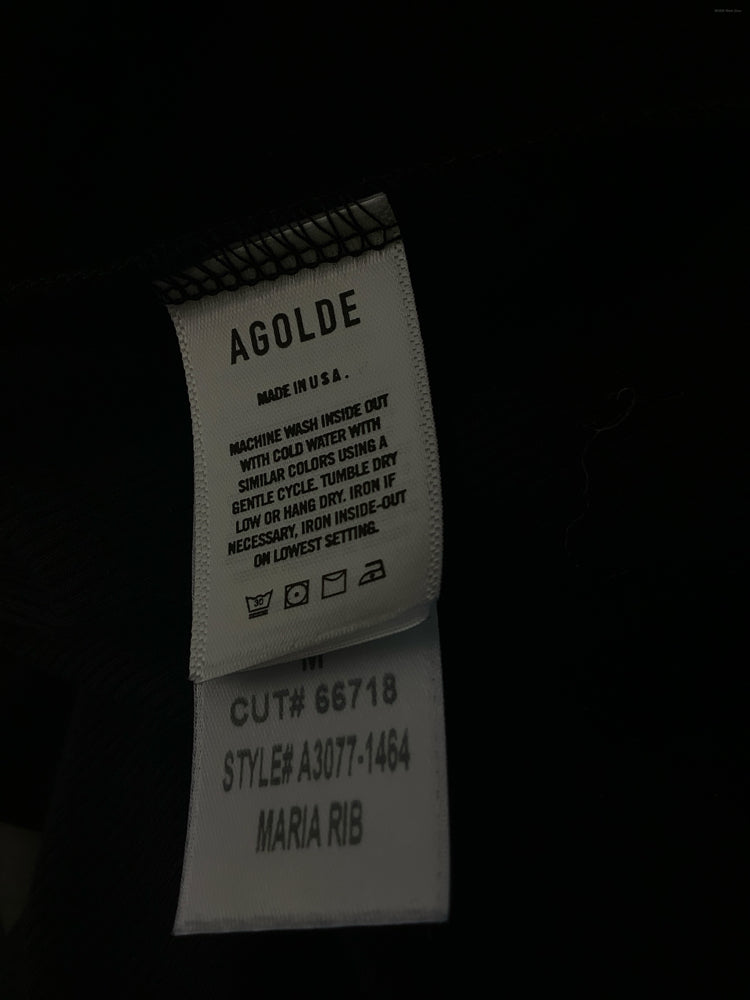 AGOLDE
MADE IN U S A .
MACHINE WASH INSIDE OUT
WITH COLD WATER WITH
SIMILAR COLORS USING A
GENTLE CYCLE. TUMBLE DRY
LOW OR HANG DRY. IRON IF
NECESSARY, IRON INSIDE-OUT
ON LOWEST SETTING.
30
M
CUT# 66718
STYLE# A3077-1464
MARIA RIB